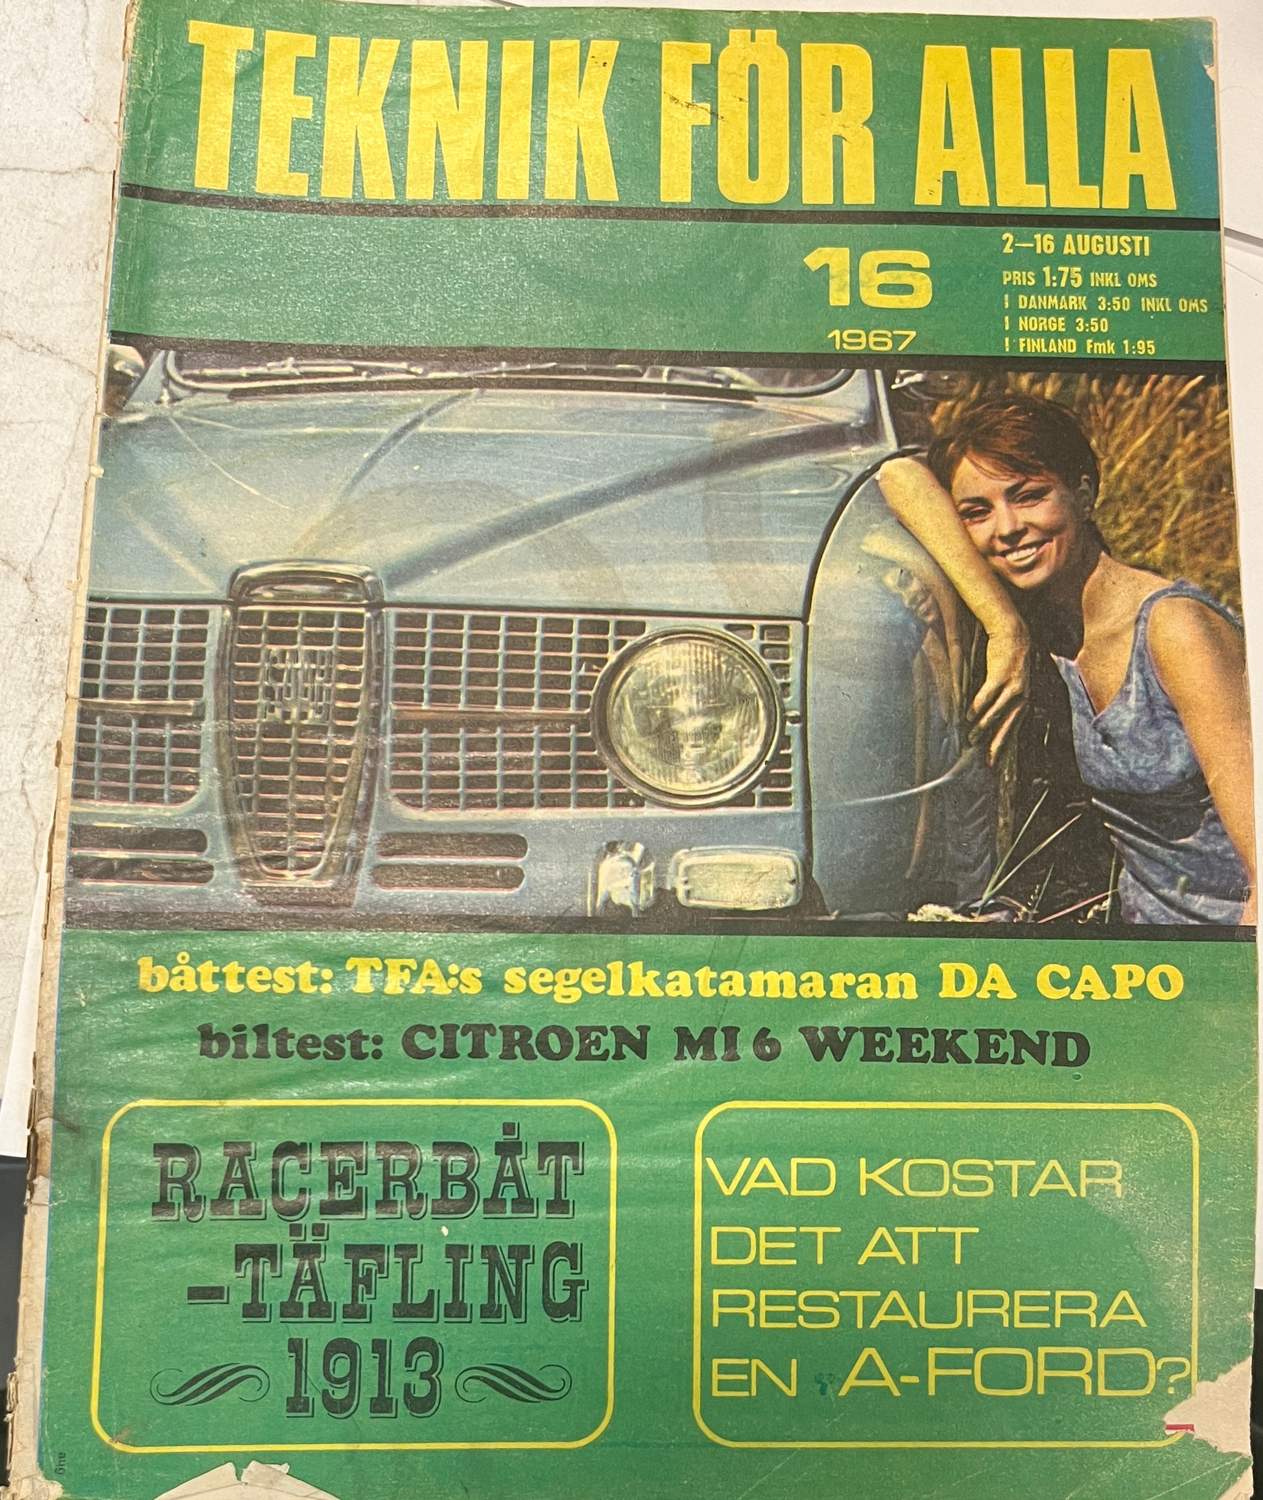 TEKNIK FÖR ALLA
16
1967
2–16 AUGUSTI
PRIS 1:75 INKL OMS
I DANMARK 3:50 INKL OMS
I NORGE 3:50
I FINLAND Fmk 1:95
SAAB
båttest: TFA:s segelkatamaran DA CAPO
biltest: CITROEN MI 6 WEEKEND
RACERBÅT
-TÄFLING
1913
VAD KOSTAR
DET ATT
RESTAURERA
EN A-FORD?